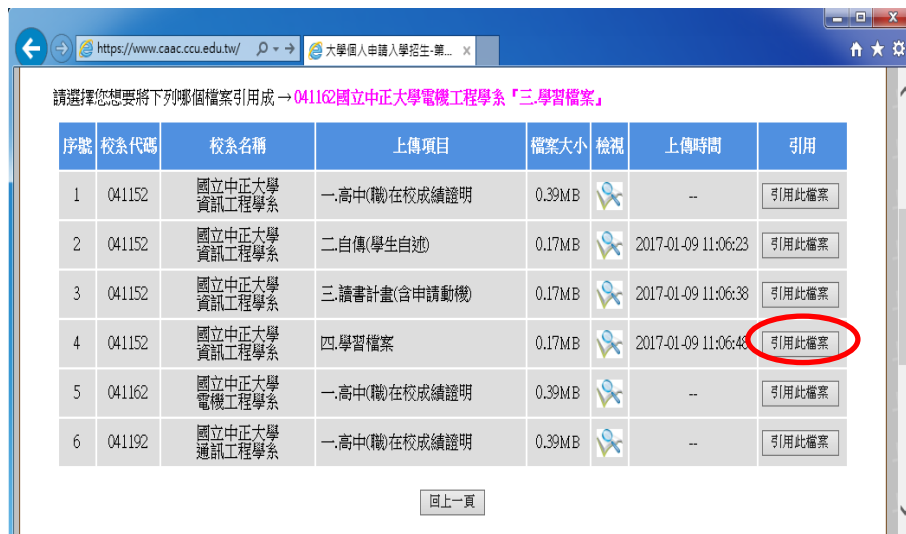 https://www.caac.ccu.edu.tw/
大學個人申請入學招生-第...
請選擇您想要將下列哪個檔案引用成→041162國立中正大學電機工程學系『三.學習檔案』
序號 校系代碼 校系名稱 上傳項目 檔案大小 檢視 上傳時間 引用
1 041152 國立中正大學 一.高中(職)在校成績證明 0.39MB -- 引用此檔案
資訊工程學系
2 041152 國立中正大學 二.自傳(學生自述) 0.17MB 2017-01-09 11:06:23 引用此檔案
資訊工程學系
3 041152 國立中正大學 三.讀書計畫(含申請動機) 0.17MB 2017-01-09 11:06:38 引用此檔案
資訊工程學系
4 041152 國立中正大學 四.學習檔案 0.17MB 2017-01-09 11:06:48 引用此檔案
資訊工程學系
5 041162 國立中正大學 一.高中(職)在校成績證明 0.39MB -- 引用此檔案
電機工程學系
6 041192 國立中正大學 一.高中(職)在校成績證明 0.39MB -- 引用此檔案
通訊工程學系
回上一頁